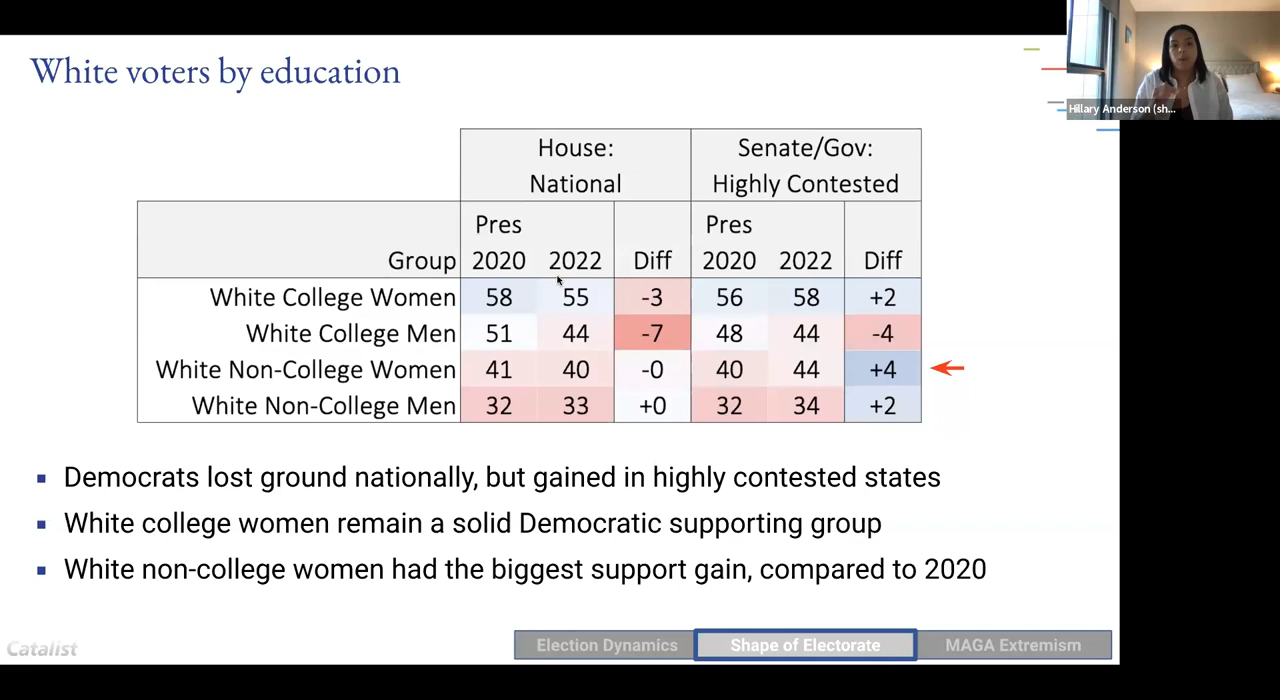 White voters by education
Hillary Anderson (sh...
House: Senate/Gov:
National Highly Contested
Pres Pres
Group 2020 2022 Diff 2020 2022 Diff
White College Women 58 55 -3 56 58 +2
White College Men 51 44 -7 48 44 -4
White Non-College Women 41 40 -0 40 44 +4
White Non-College Men 32 33 +0 32 34 +2
▪ Democrats lost ground nationally, but gained in highly contested states
▪ White college women remain a solid Democratic supporting group
▪ White non-college women had the biggest support gain, compared to 2020
Catalist
Election Dynamics Shape of Electorate MAGA Extremism